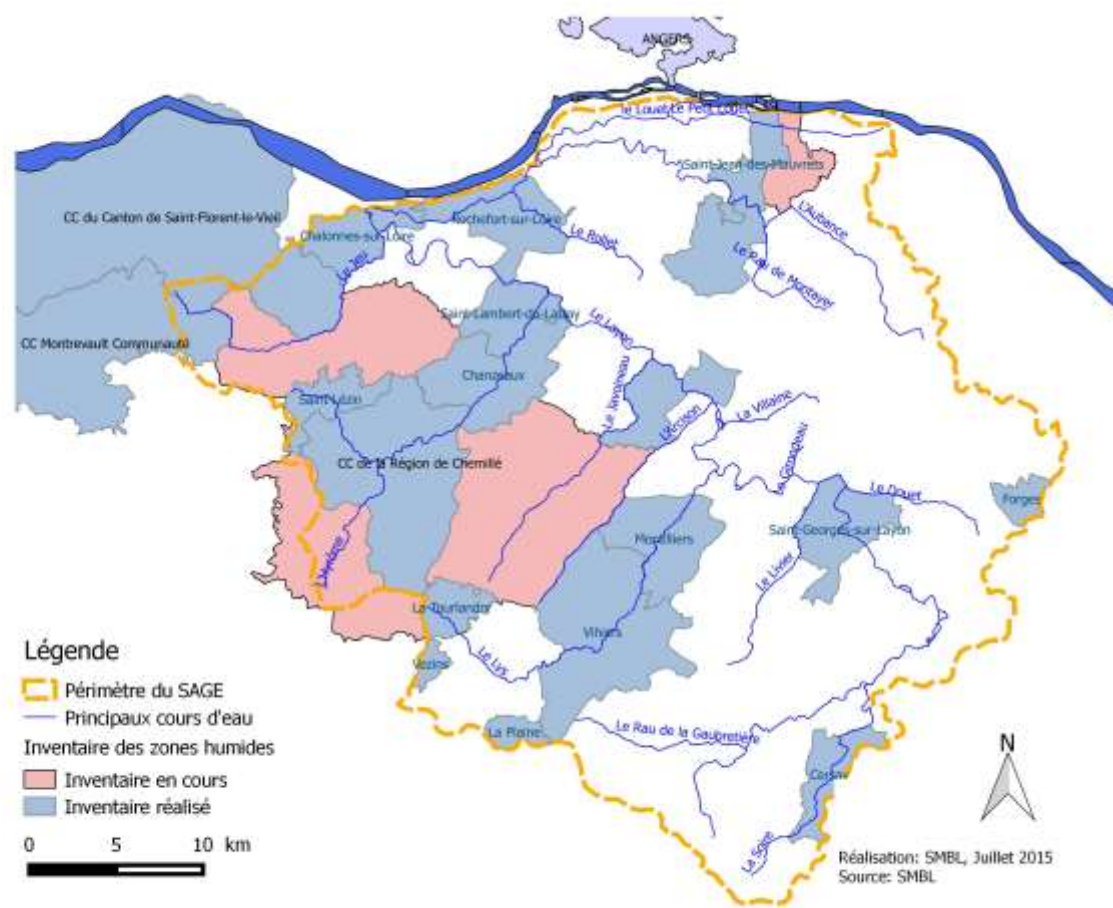 ANGERS
le Louet
Le Petit Louet
Saint-Jean-des-Mauvrets
CC du Canton de Saint-Florent-le-Vieil
Rochefort-sur-Loire
L'Aubance
Chalonnes-sur-Loire
Le Rollet
Le Jeu
Le Rau de Montayer
Saint-Lambert-du-Lattay
Le Layon
CC Montrevault Communauté
Chanzeaux
Le Javoineau
Saint-Lézin
L'Arcison
La Villaine
CC de la Région de Chemillé
Le Douet
Forges
Montilliers
Saint-Georges-sur-Layon
L'Hyrôme
Le Livier
La Tourlandry
Vihiers
Le Lys
Vezins
La Plaine
Le Rau de la Gaubretière
Cersay
La Soire
Légende
Périmètre du SAGE
Principaux cours d'eau
Inventaire des zones humides
Inventaire en cours
Inventaire réalisé
0 5 10 km
N
Réalisation: SMBL, Juillet 2015
Source: SMBL